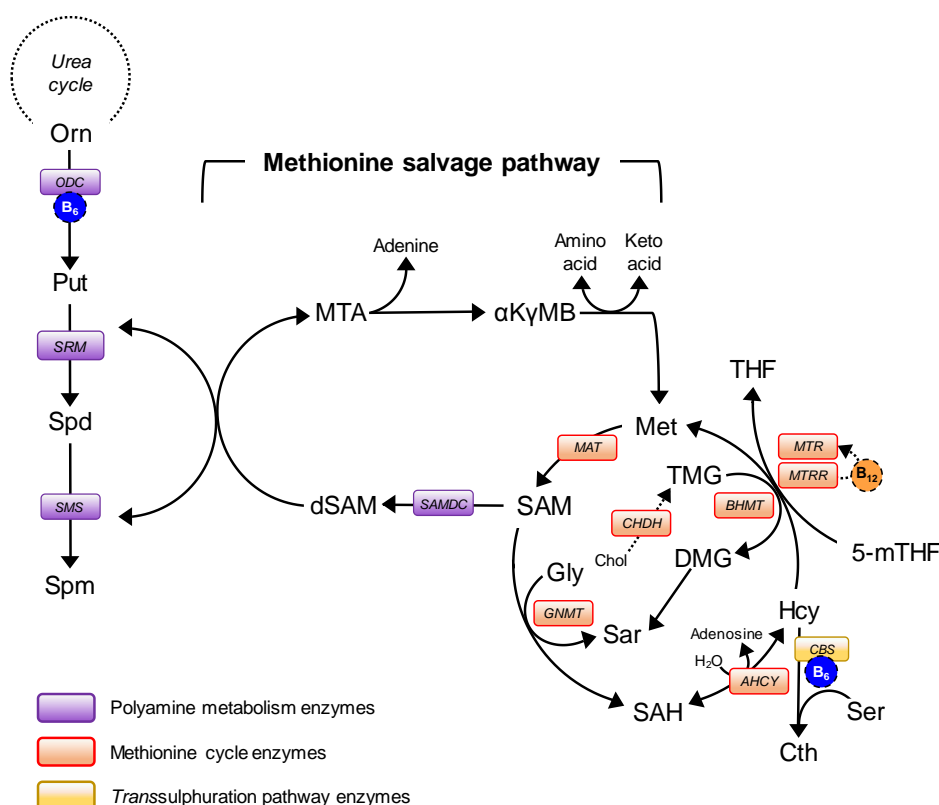 Urea
cycle
Orn
ODC
B6
Put
SRM
Spd
SMS
Spm
Methionine salvage pathway
Adenine
Amino
acid
Keto
acid
MTA
αKγMB
THF
Met
MAT
MTR
MTRR
B12
TMG
BHMT
dSAM
SAMDC
SAM
CHDH
Chol
5-mTHF
DMG
Gly
GNMT
Sar
Hcy
Adenosine
H2O
AHCY
CBS
B6
SAH
Ser
Cth
Polyamine metabolism enzymes
Methionine cycle enzymes
Transsulphuration pathway enzymes